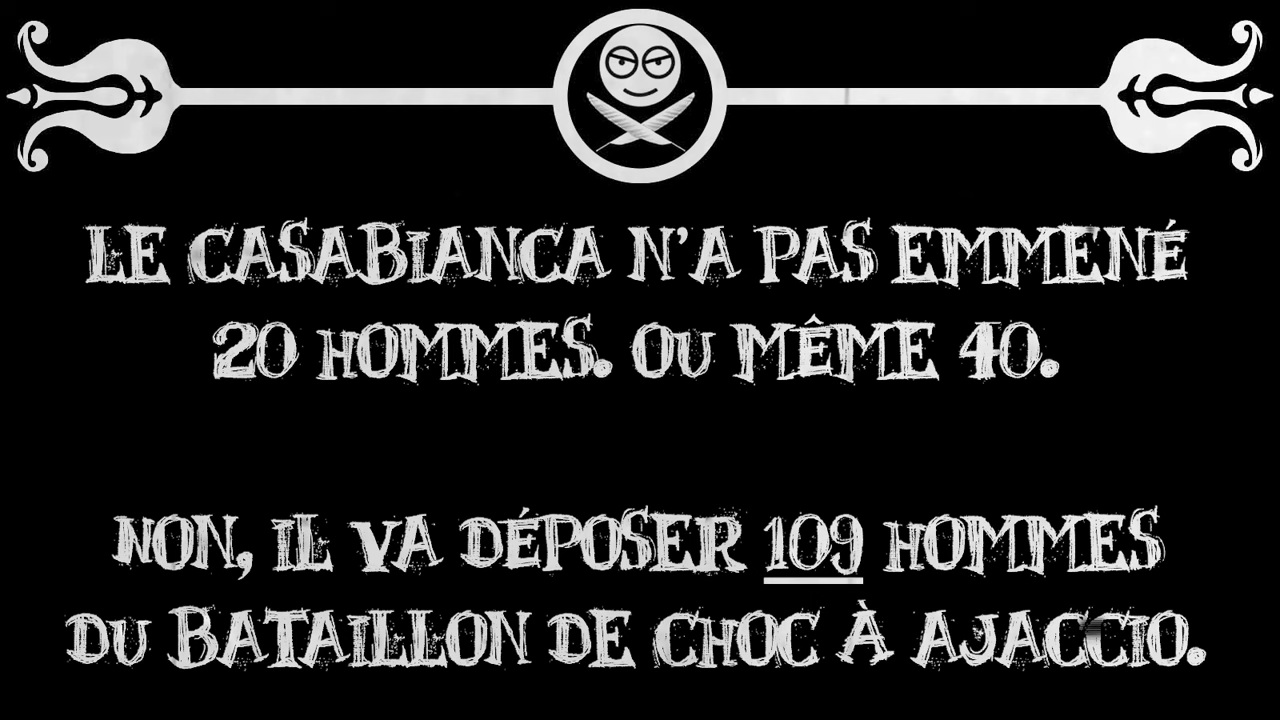 LE CASABIANCA N'A PAS EMMENÉ
20 HOMMES. OU MÊME 40.
NON, IL VA DÉPOSER 109 HOMMES
DU BATAILLON DE CHOC À AJACCIO.